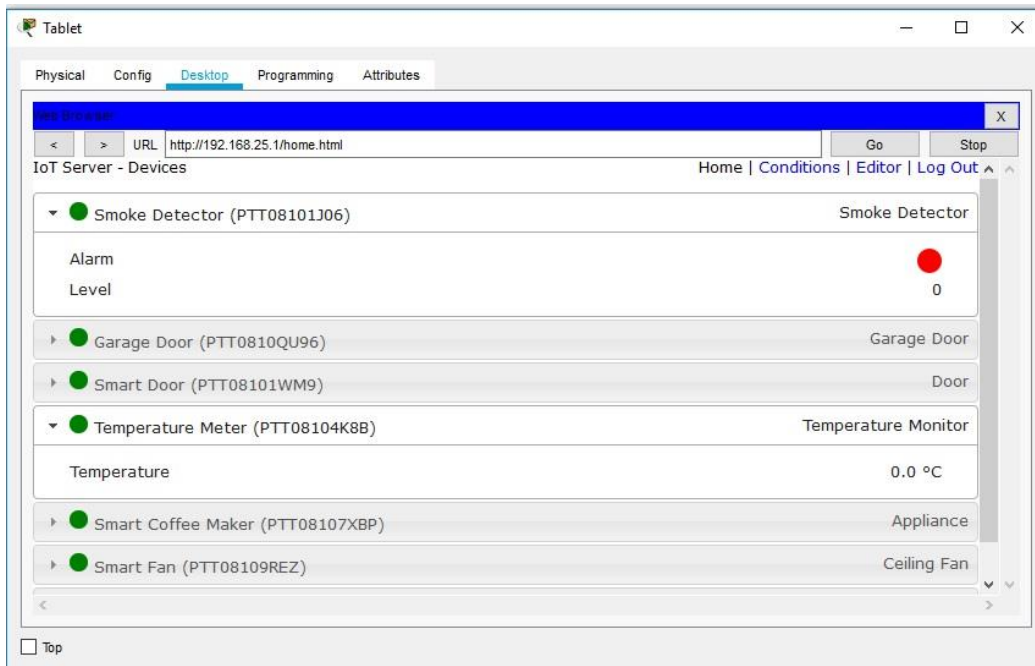 Tablet
Physical Config Desktop Programming Attributes
Web Browser X
< > URL http://192.168.25.1/home.html Go Stop
IoT Server - Devices Home | Conditions | Editor | Log Out
Smoke Detector (PTT08101J06) Smoke Detector
Alarm
Level 0
Garage Door (PTT0810QU96) Garage Door
Smart Door (PTT08101WM9) Door
Temperature Meter (PTT08104K8B) Temperature Monitor
Temperature 0.0 °C
Smart Coffee Maker (PTT08107XBP) Appliance
Smart Fan (PTT08109REZ) Ceiling Fan
Top